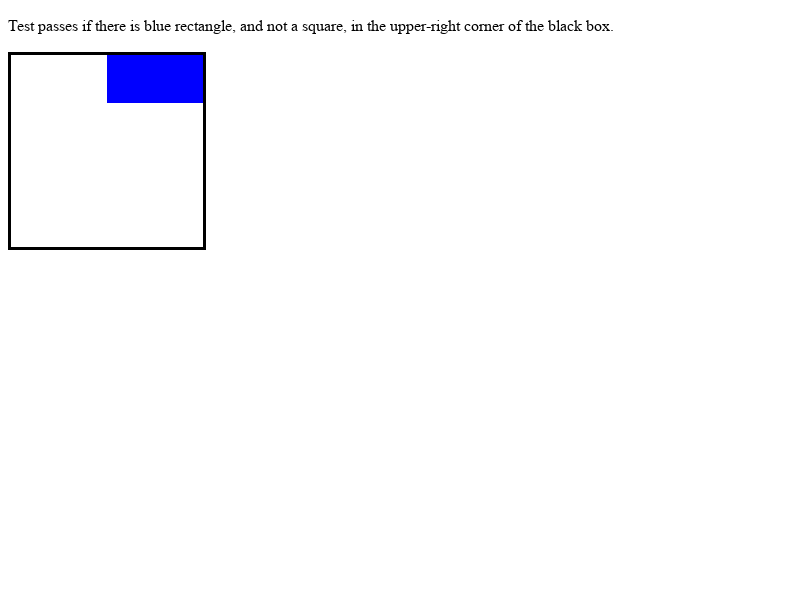 Test passes if there is blue rectangle, and not a square, in the upper-right corner of the black box.